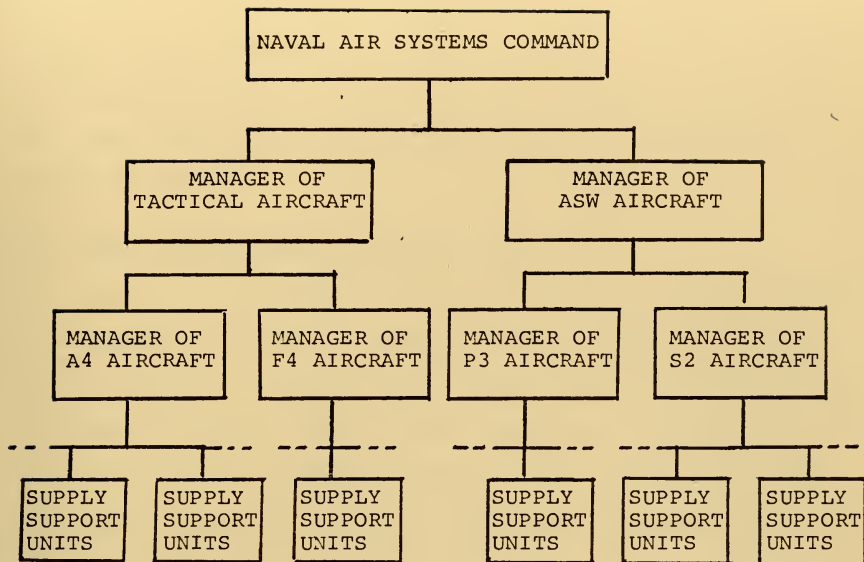 NAVAL AIR SYSTEMS COMMAND
MANAGER OF
TACTICAL AIRCRAFT
MANAGER OF
ASW AIRCRAFT
MANAGER OF
A4 AIRCRAFT
MANAGER OF
F4 AIRCRAFT
MANAGER OF
P3 AIRCRAFT
MANAGER OF
S2 AIRCRAFT
SUPPLY
SUPPORT
UNITS
SUPPLY
SUPPORT
UNITS
SUPPLY
SUPPORT
UNITS
SUPPLY
SUPPORT
UNITS
SUPPLY
SUPPORT
UNITS
SUPPLY
SUPPORT
UNITS